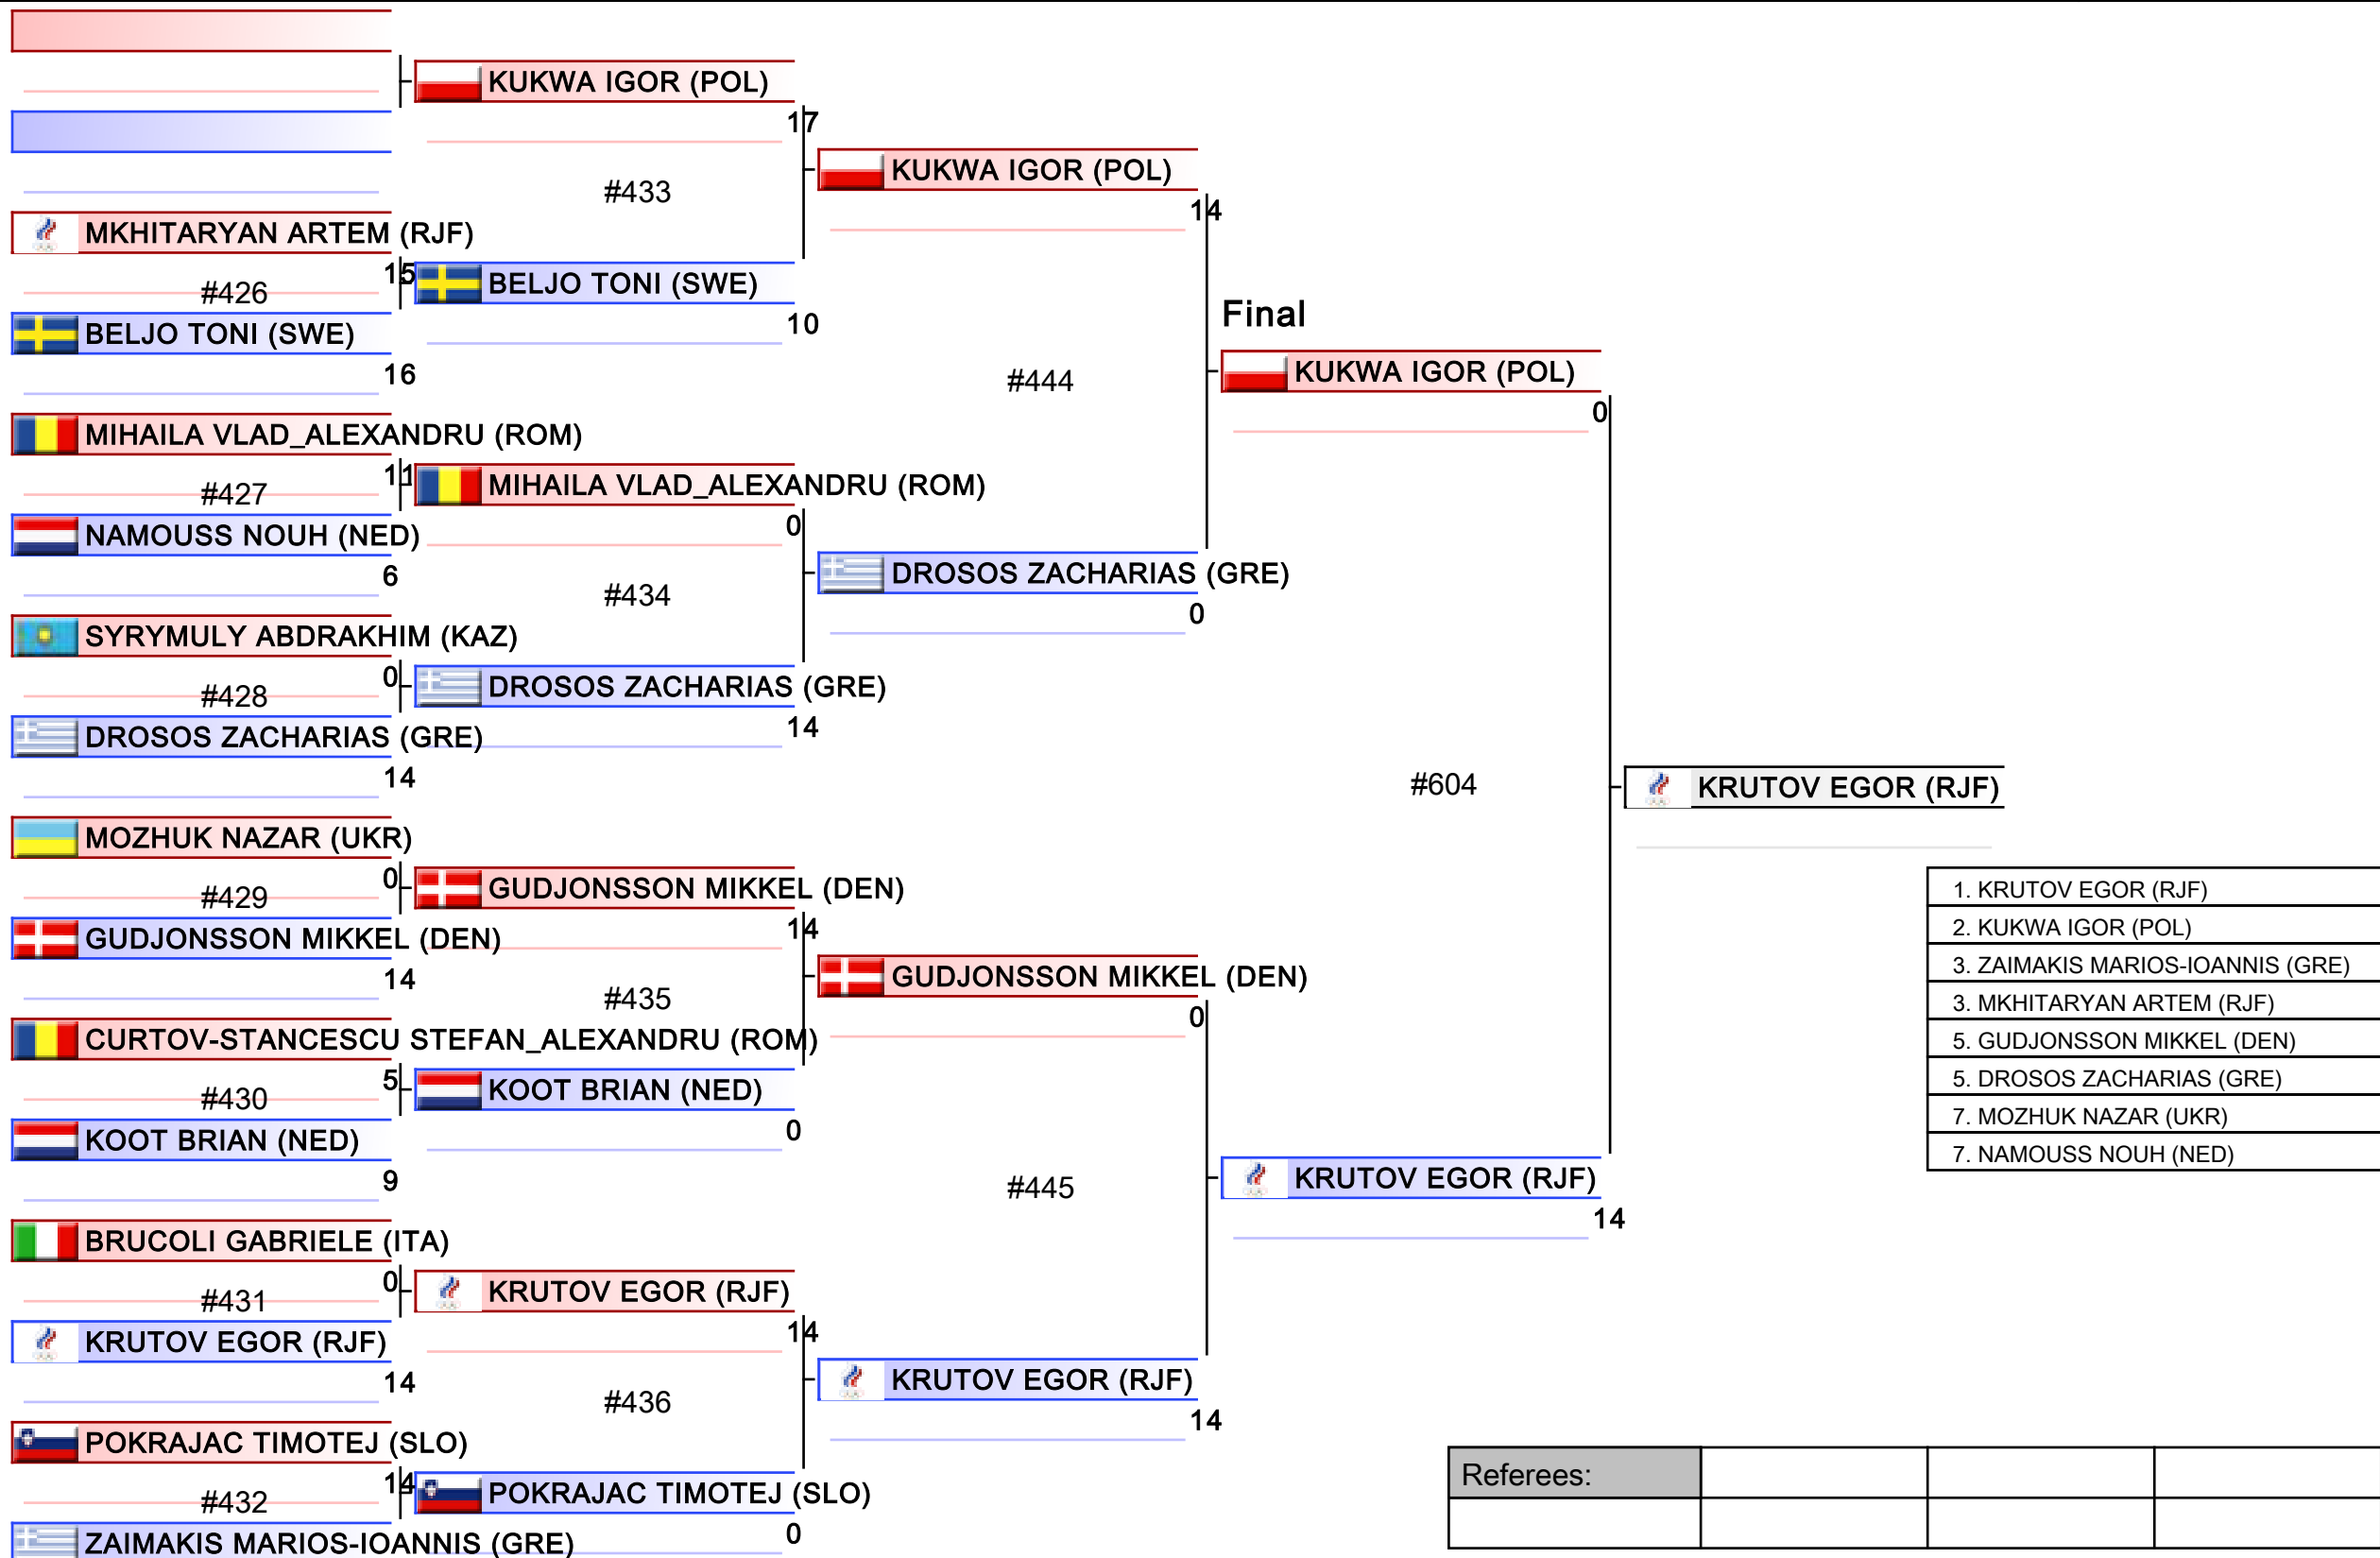 KUKWA IGOR (POL)
17
#433
KUKWA IGOR (POL)
14
MKHITARYAN ARTEM (RJF)
15
#426
BELJO TONI (SWE)
10
BELJO TONI (SWE)
16
Final
KUKWA IGOR (POL)
0
#444
MIHAILA VLAD_ALEXANDRU (ROM)
11
#427
MIHAILA VLAD_ALEXANDRU (ROM)
0
NAMOUSS NOUH (NED)
6
#434
DROSOS ZACHARIAS (GRE)
0
SYRYMULY ABDRAKHIM (KAZ)
0
#428
DROSOS ZACHARIAS (GRE)
14
DROSOS ZACHARIAS (GRE)
14
#604
KRUTOV EGOR (RJF)
MOZHUK NAZAR (UKR)
0
#429
GUDJONSSON MIKKEL (DEN)
14
GUDJONSSON MIKKEL (DEN)
14
#435
GUDJONSSON MIKKEL (DEN)
0
CURTOV-STANCESCU STEFAN_ALEXANDRU (ROM)
5
#430
KOOT BRIAN (NED)
0
KOOT BRIAN (NED)
9
#445
KRUTOV EGOR (RJF)
14
BRUCOLI GABRIELE (ITA)
0
#431
KRUTOV EGOR (RJF)
14
KRUTOV EGOR (RJF)
14
#436
KRUTOV EGOR (RJF)
14
POKRAJAC TIMOTEJ (SLO)
14
#432
POKRAJAC TIMOTEJ (SLO)
0
ZAIMAKIS MARIOS-IOANNIS (GRE)
1. KRUTOV EGOR (RJF)
2. KUKWA IGOR (POL)
3. ZAIMAKIS MARIOS-IOANNIS (GRE)
3. MKHITARYAN ARTEM (RJF)
5. GUDJONSSON MIKKEL (DEN)
5. DROSOS ZACHARIAS (GRE)
7. MOZHUK NAZAR (UKR)
7. NAMOUSS NOUH (NED)
Referees: